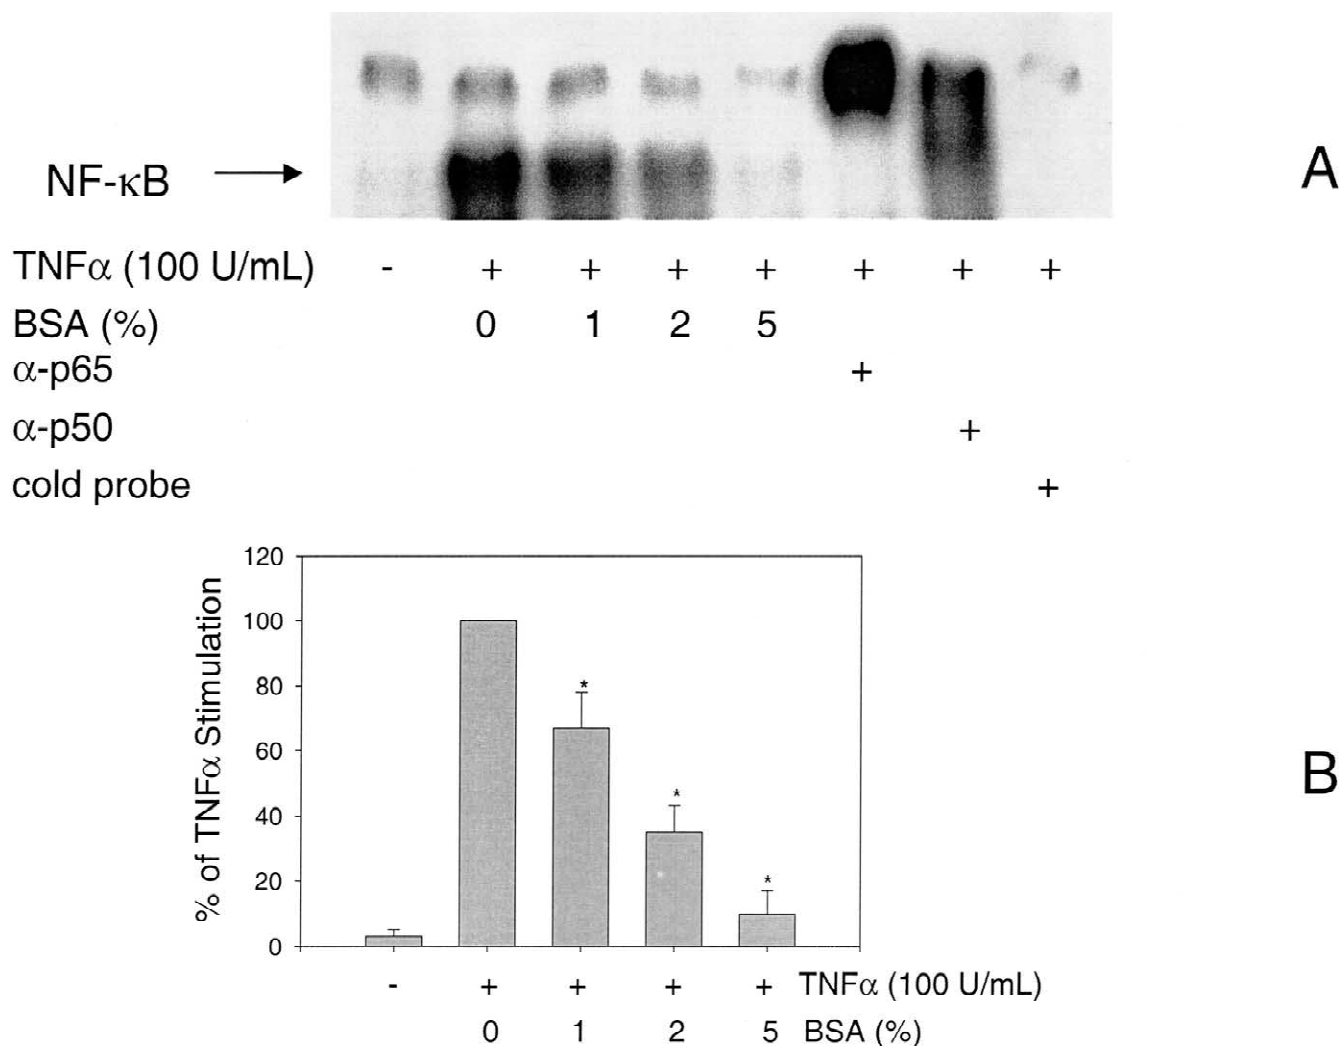 A
NF-κB
TNFα (100 U/mL) - + + + + + + +
BSA (%) 0 1 2 5
α-p65 +
α-p50 +
cold probe +
B
% of TNFα Stimulation
120
100
80
60
40
20
0
*
*
*
- + + + + TNFα (100 U/mL)
0 1 2 5 BSA (%)